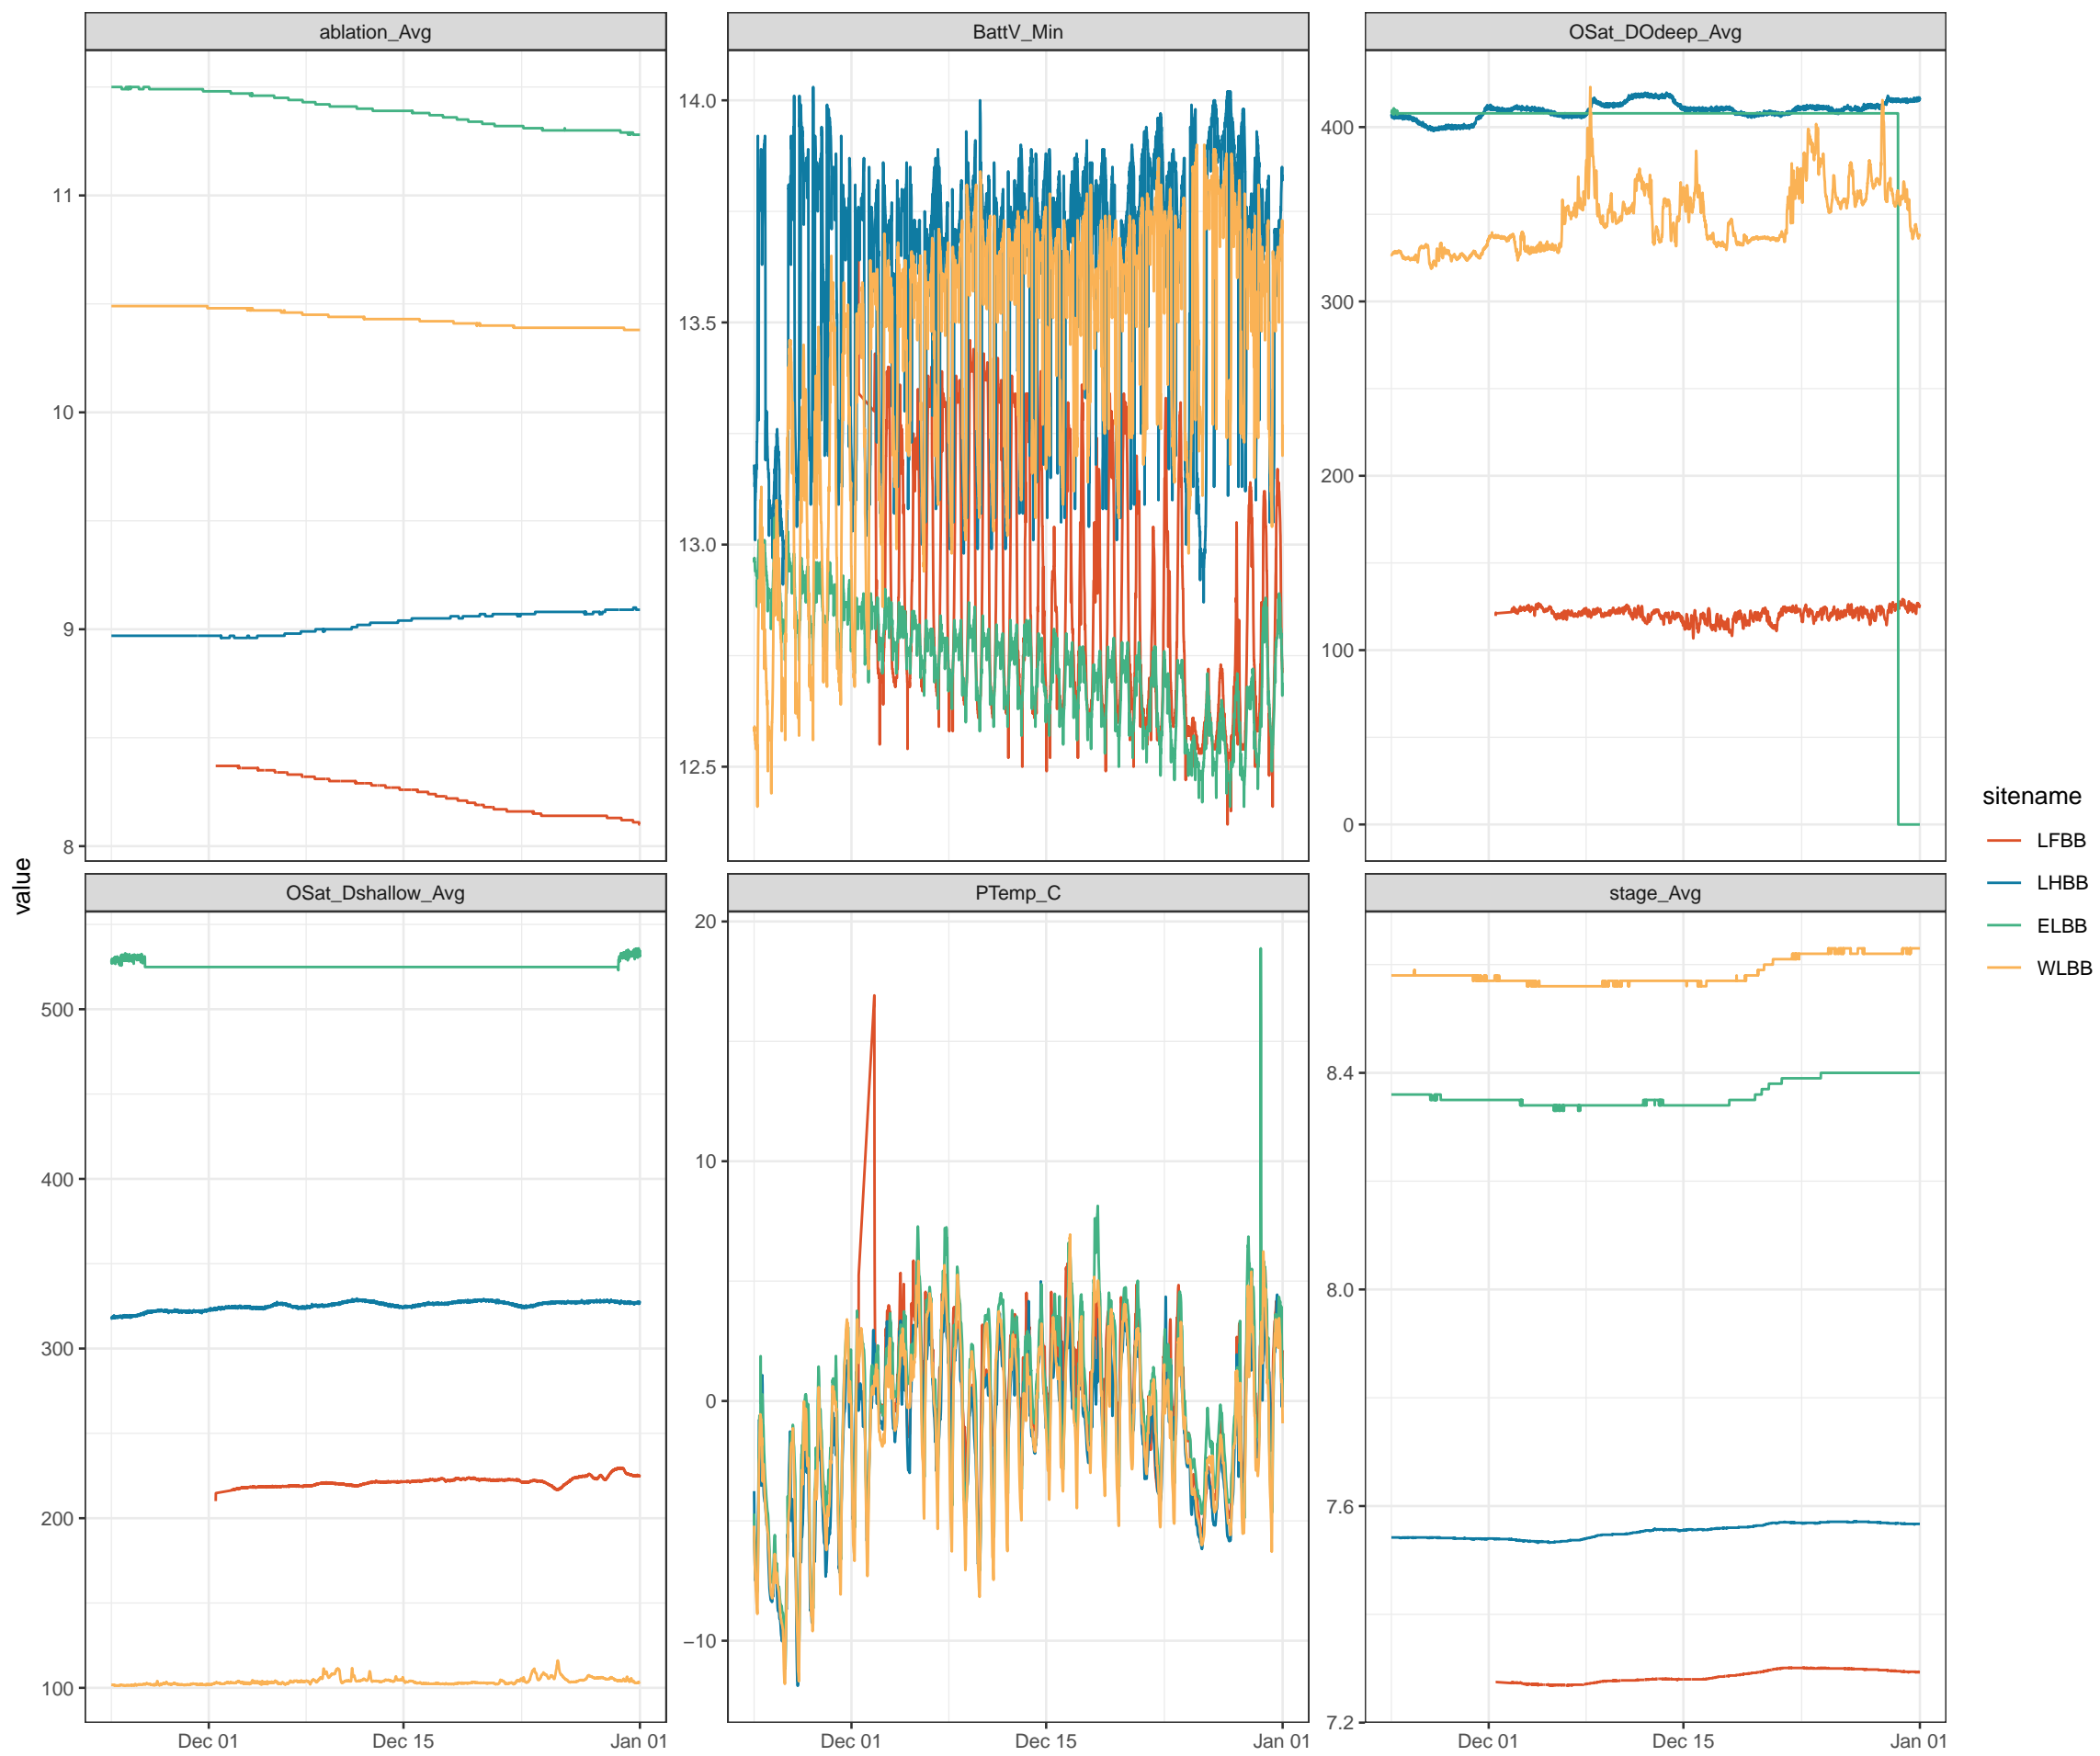 ablation_Avg
BattV_Min
OSat_DOdeep_Avg
11
10
9
8
14.0
13.5
13.0
12.5
400
300
200
100
0
value
OSat_Dshallow_Avg
PTemp_C
stage_Avg
500
400
300
200
100
20
10
0
−10
8.4
8.0
7.6
7.2
Dec 01 Dec 15 Jan 01
Dec 01 Dec 15 Jan 01
Dec 01 Dec 15 Jan 01
sitename
LFBB
LHBB
ELBB
WLBB